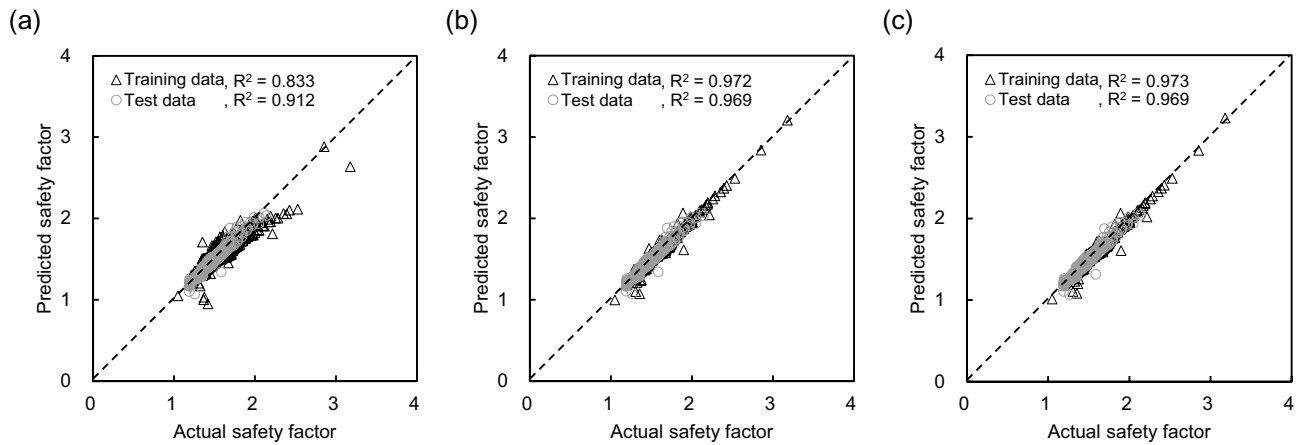 (a)
4
3
2
1
0
Predicted safety factor
Training data, R² = 0.833
Test data , R² = 0.912
0 1 2 3 4
Actual safety factor
(b)
4
3
2
1
0
Predicted safety factor
Training data, R² = 0.972
Test data , R² = 0.969
0 1 2 3 4
Actual safety factor
(c)
4
3
2
1
0
Predicted safety factor
Training data, R² = 0.973
Test data , R² = 0.969
0 1 2 3 4
Actual safety factor